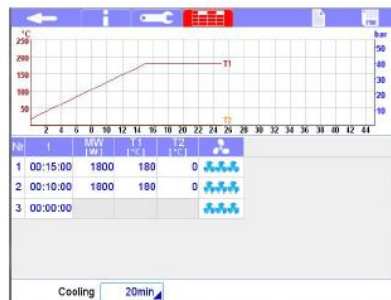 °C
bar
250
200
150
100
50
50
40
30
20
10
T1
T2
2 4 6 8 10 12 14 16 18 20 22 24 26 28 30 32 34 36 38 40 42 44
Nr t MW [W] T1 [°C] T2 [°C]
1 00:15:00 1800 180 0
2 00:10:00 1800 180 0
3 00:00:00
Cooling 20min